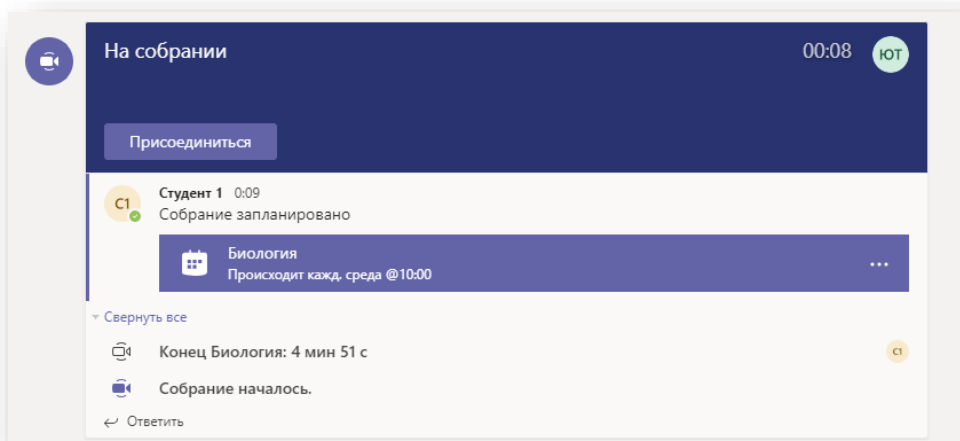 На собрании
00:08
ЮТ
Присоединиться
С1
Студент 1 0:09
Собрание запланировано
Биология
Происходит кажд. среда @10:00
Свернуть все
Конец Биология: 4 мин 51 с
С1
Собрание началось.
Ответить